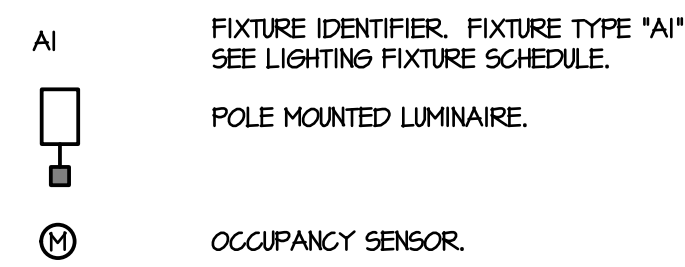 A1 FIXTURE IDENTIFIER. FIXTURE TYPE "A1"
SEE LIGHTING FIXTURE SCHEDULE.
POLE MOUNTED LUMINAIRE.
M OCCUPANCY SENSOR.